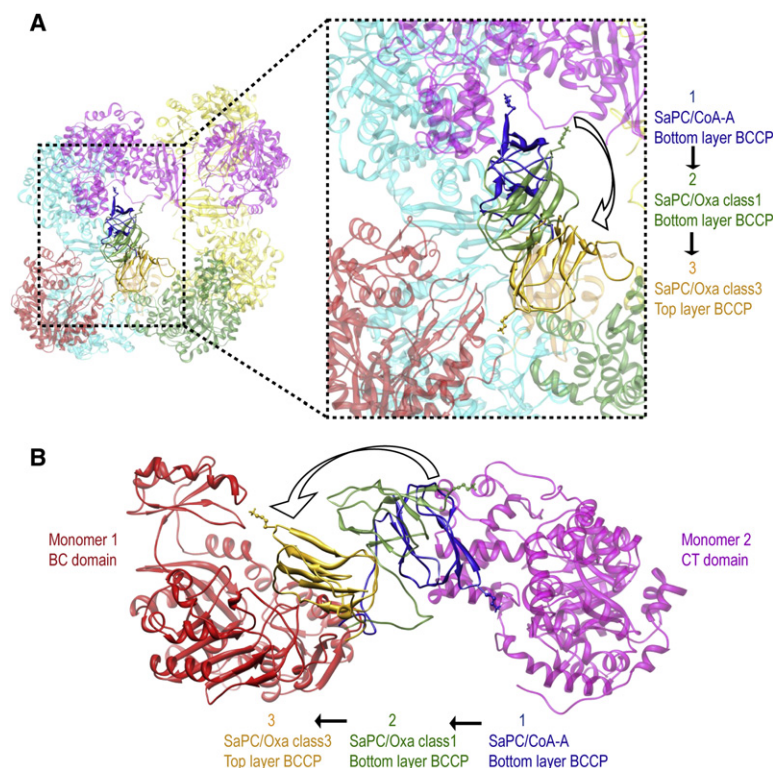 A
1
SaPC/CoA-A
Bottom layer BCCP
2
SaPC/Oxa class1
Bottom layer BCCP
3
SaPC/Oxa class3
Top layer BCCP
B
Monomer 1
BC domain
Monomer 2
CT domain
3
SaPC/Oxa class3
Top layer BCCP
2
SaPC/Oxa class1
Bottom layer BCCP
1
SaPC/CoA-A
Bottom layer BCCP